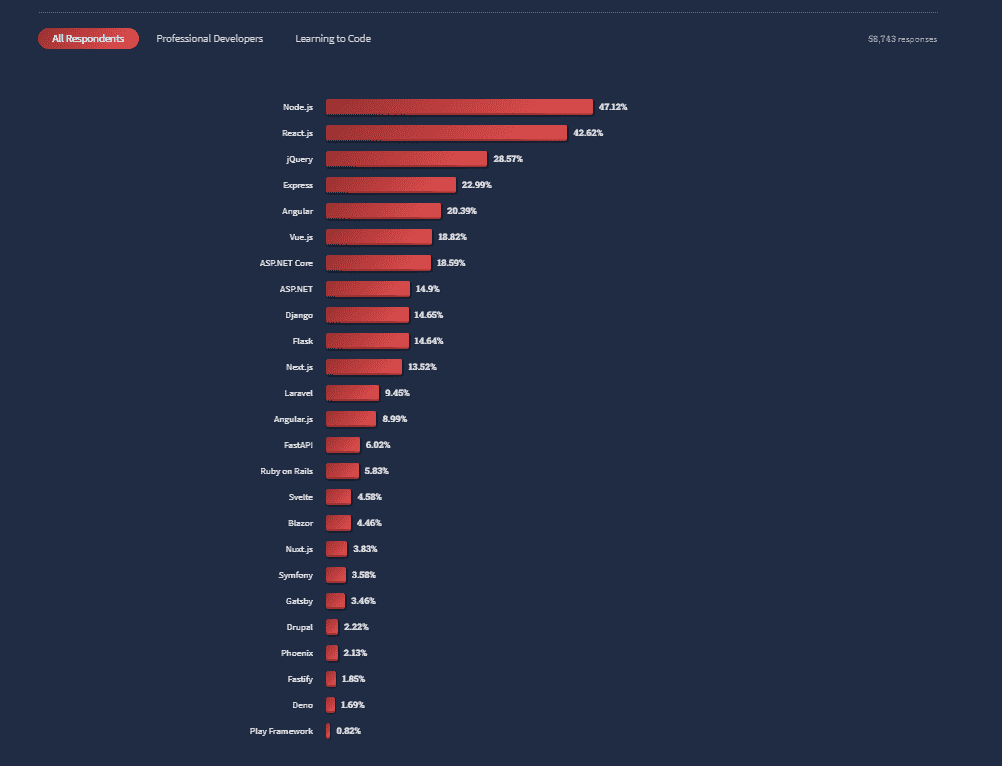 All Respondents Professional Developers Learning to Code 58,743 responses
Node.js 47.12%
React.js 42.62%
jQuery 28.57%
Express 22.99%
Angular 20.39%
Vue.js 18.82%
ASP.NET Core 18.59%
ASP.NET 14.9%
Django 14.65%
Flask 14.64%
Next.js 13.52%
Laravel 9.45%
Angular.js 8.99%
FastAPI 6.02%
Ruby on Rails 5.83%
Svelte 4.58%
Blazor 4.46%
Nuxt.js 3.83%
Symfony 3.58%
Gatsby 3.46%
Drupal 2.22%
Phoenix 2.13%
Fastify 1.85%
Deno 1.69%
Play Framework 0.82%